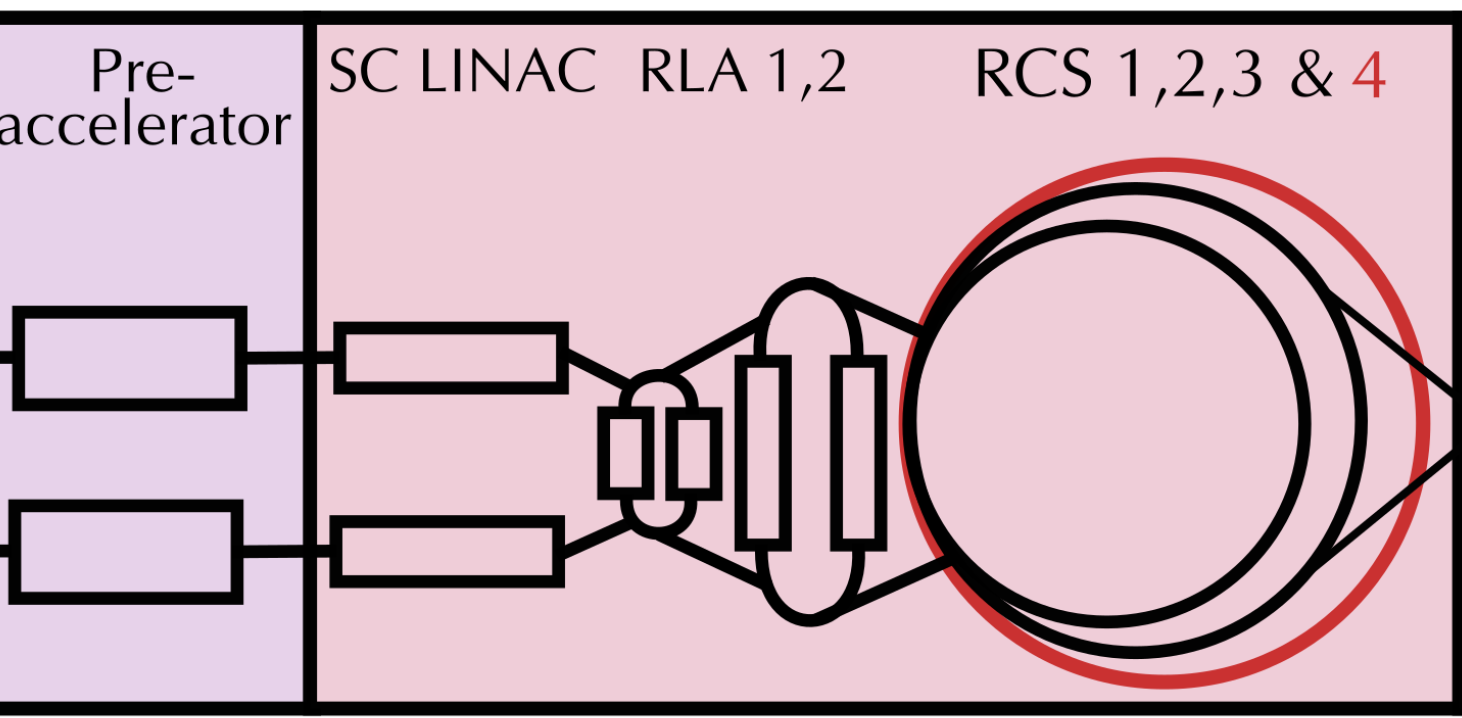 Pre-
accelerator
SC LINAC
RLA 1,2
RCS 1,2,3 & 4